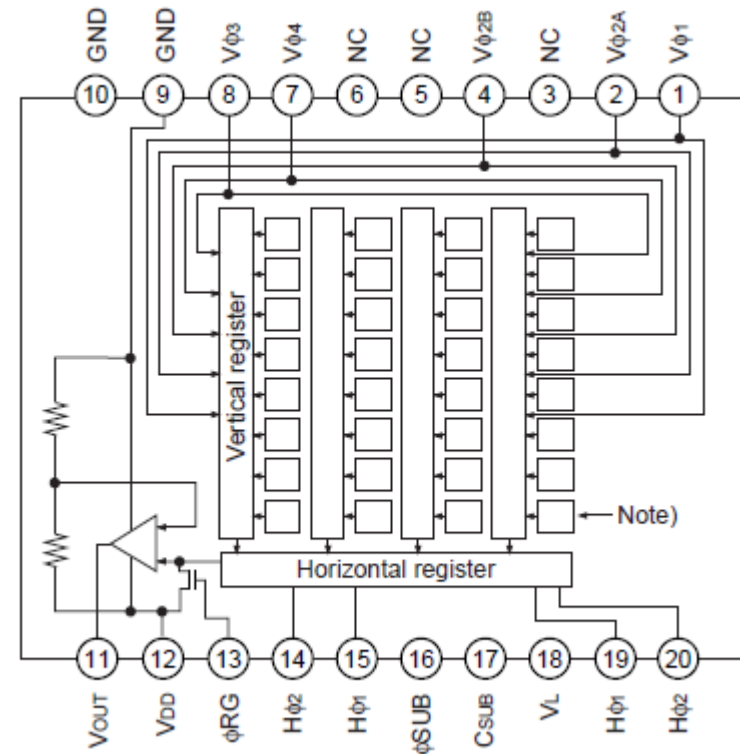 GND GND Vϕ3 Vϕ4 NC NC Vϕ2B NC Vϕ2A Vϕ1
10 9 8 7 6 5 4 3 2 1
Vertical register
Note)
Horizontal register
11 12 13 14 15 16 17 18 19 20
VOUT VDD ϕRG Hϕ2 Hϕ1 ϕSUB CSUB VL Hϕ1 Hϕ2